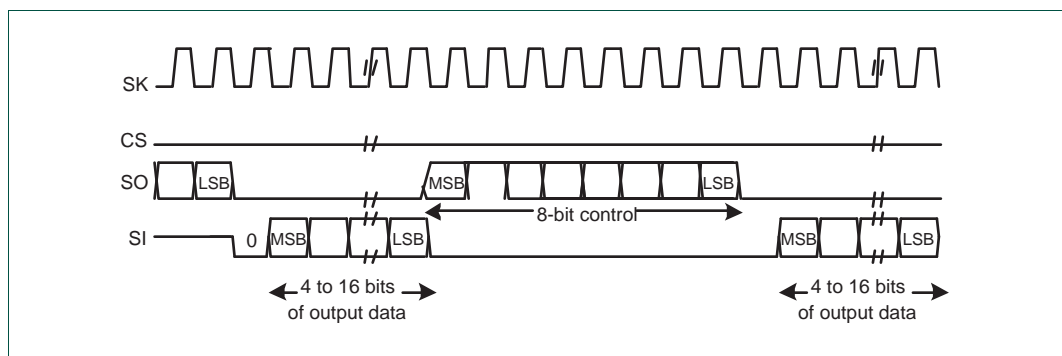 SK
CS
SO LSB MSB LSB
8-bit control
SI 0 MSB LSB MSB LSB
4 to 16 bits
of output data
4 to 16 bits
of output data